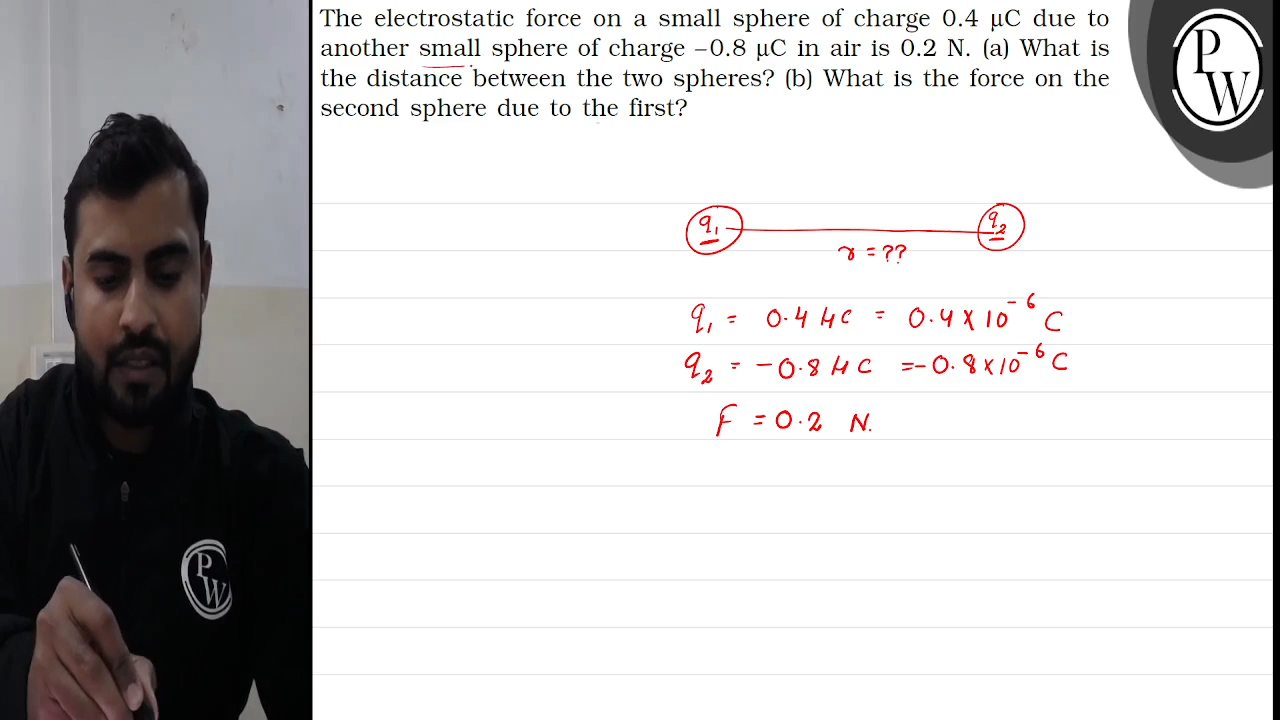 The electrostatic force on a small sphere of charge 0.4 μC due to
another small sphere of charge –0.8 μC in air is 0.2 N. (a) What is
the distance between the two spheres? (b) What is the force on the
second sphere due to the first?
PW
q₁ q₂
r = ??
q₁ = 0.4 μC = 0.4 × 10⁻⁶ C
q₂ = -0.8 μC = -0.8 × 10⁻⁶ C
F = 0.2 N.
PW